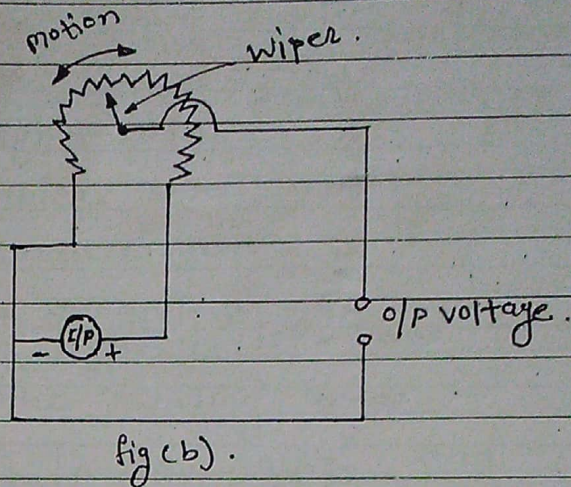 motion
wiper.
I/P
- +
o/p voltage.
fig (b).